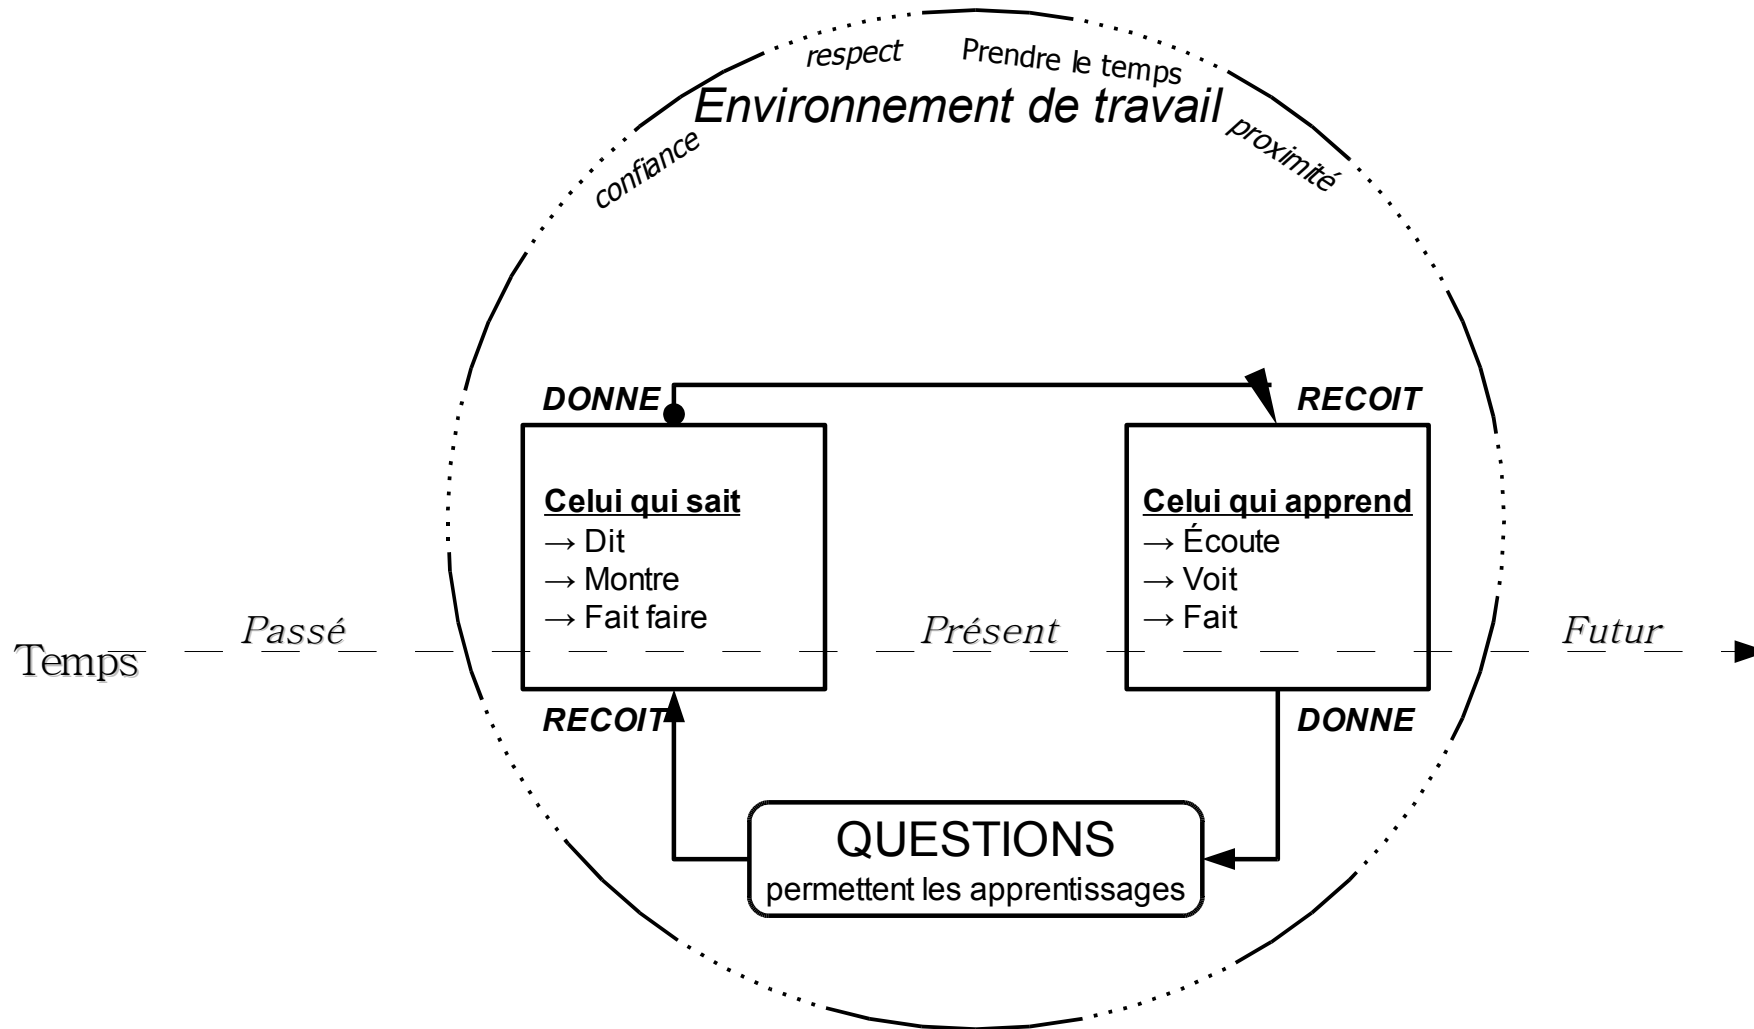 respect
Prendre le temps
Environnement de travail
confiance
proximité
DONNE
RECOIT
Celui qui sait
→ Dit
→ Montre
→ Fait faire
Celui qui apprend
→ Écoute
→ Voit
→ Fait
Temps
Passé
Présent
Futur
RECOIT
DONNE
QUESTIONS
permettent les apprentissages